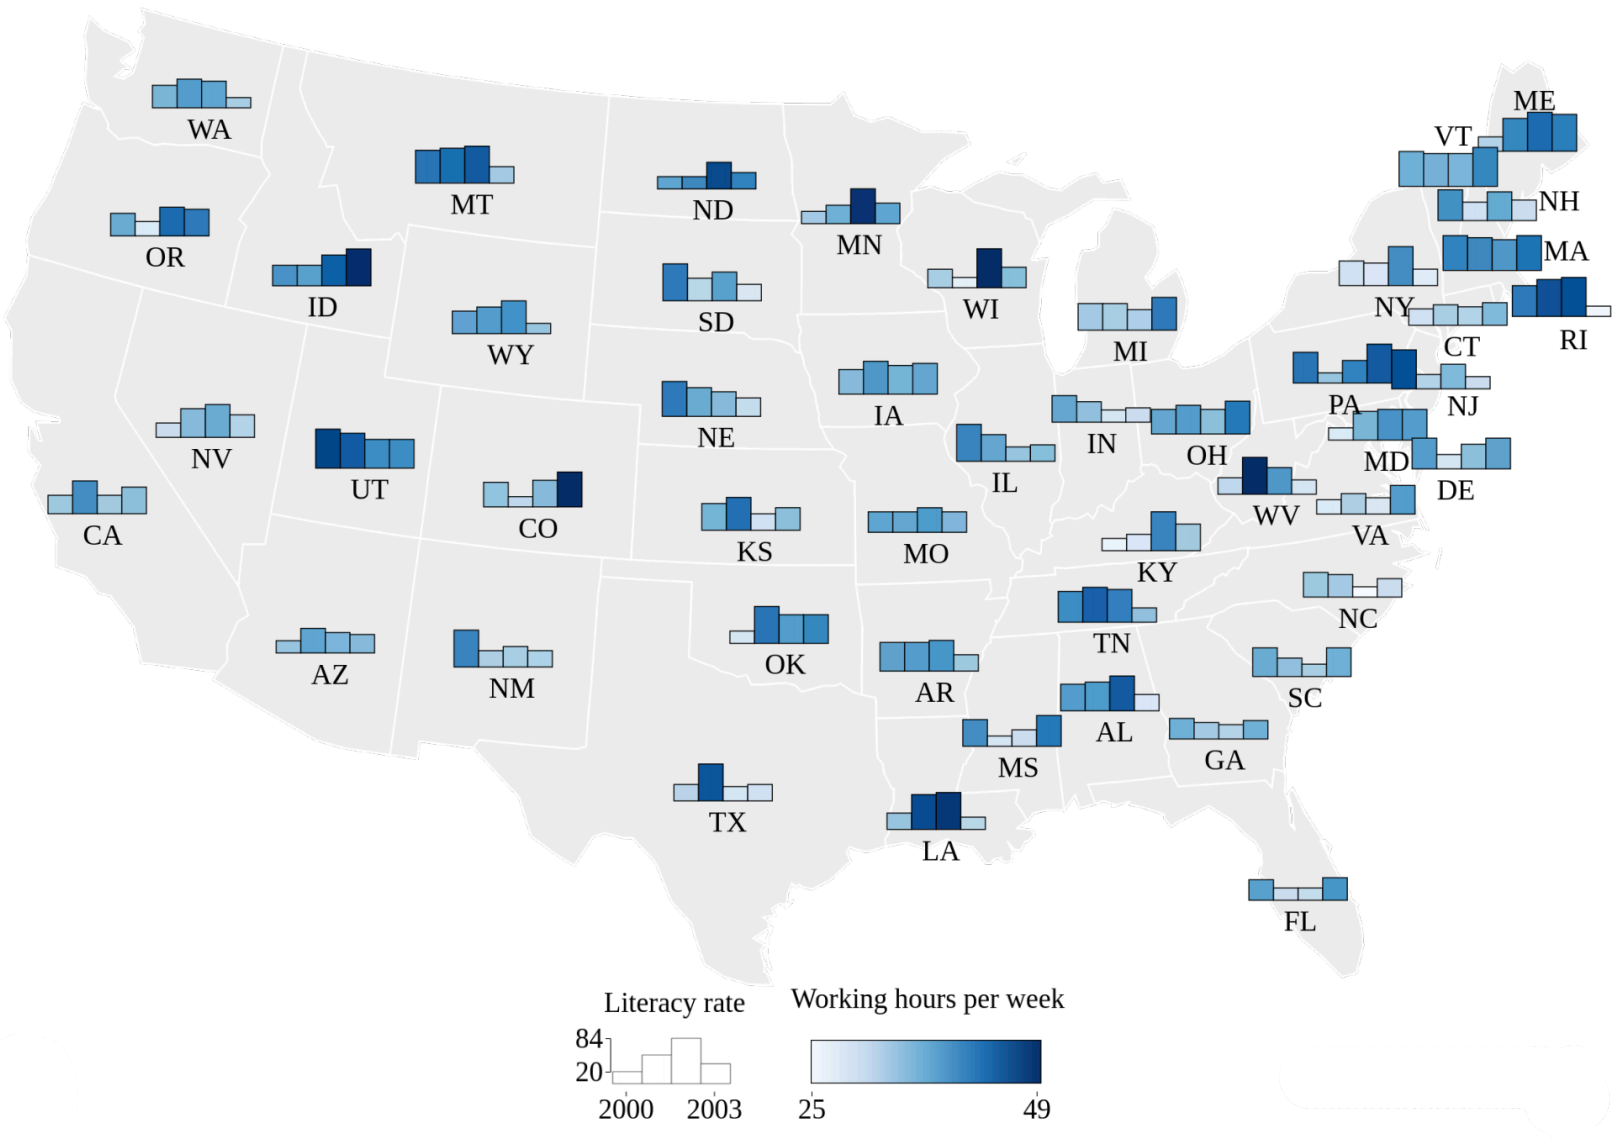 ME
VT
WA
NH
MT
ND
MN
MA
OR
ID
WI
NY
SD
RI
WY
MI
CT
IA
PA
NJ
NE
IN
NV
OH
MD
UT
IL
DE
CO
WV
CA
VA
KS
MO
KY
NC
TN
OK
AZ
NM
AR
SC
AL
GA
MS
TX
LA
FL
Literacy rate
84
20
2000 2003
Working hours per week
25 49